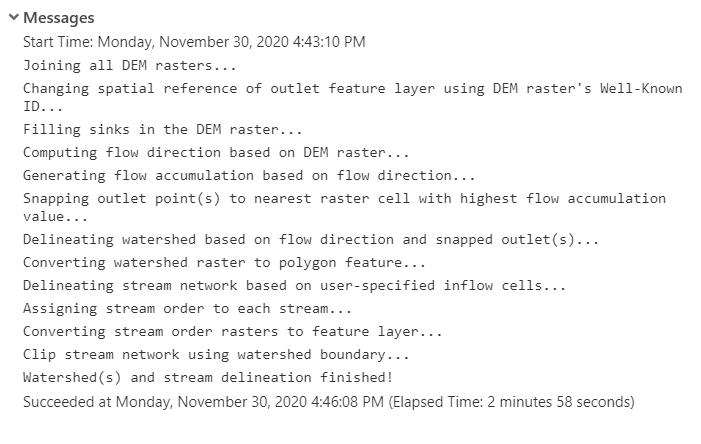 Messages
Start Time: Monday, November 30, 2020 4:43:10 PM
Joining all DEM rasters...
Changing spatial reference of outlet feature layer using DEM raster's Well-Known
ID...
Filling sinks in the DEM raster...
Computing flow direction based on DEM raster...
Generating flow accumulation based on flow direction...
Snapping outlet point(s) to nearest raster cell with highest flow accumulation
value...
Delineating watershed based on flow direction and snapped outlet(s)...
Converting watershed raster to polygon feature...
Delineating stream network based on user-specified inflow cells...
Assigning stream order to each stream...
Converting stream order rasters to feature layer...
Clip stream network using watershed boundary...
Watershed(s) and stream delineation finished!
Succeeded at Monday, November 30, 2020 4:46:08 PM (Elapsed Time: 2 minutes 58 seconds)